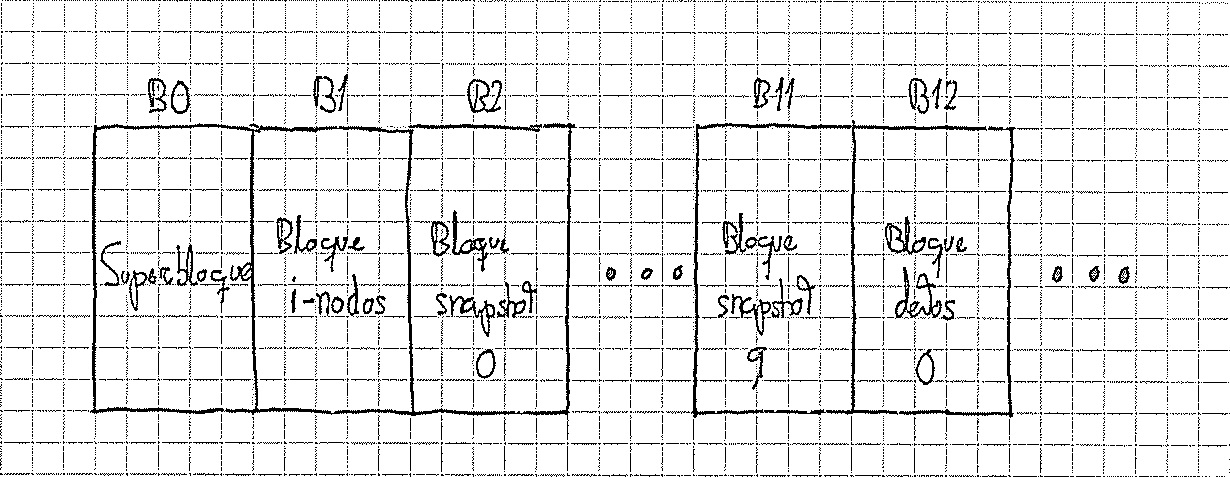 B0 B1 B2 B11 B12
Superbloque
Bloque
i-nodos
Bloque
snapshot
0
Bloque
snapshot
9
Bloque
datos
0